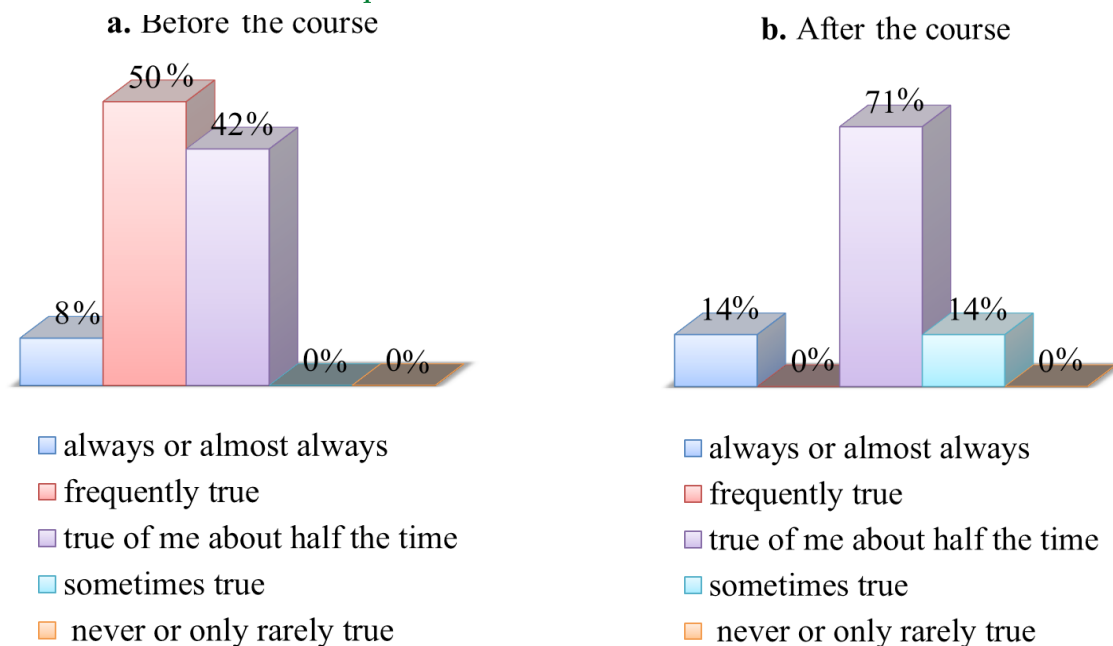 a. Before the course
50%
42%
8%
0%
0%
always or almost always
frequently true
true of me about half the time
sometimes true
never or only rarely true
b. After the course
71%
14%
0%
14%
0%
always or almost always
frequently true
true of me about half the time
sometimes true
never or only rarely true